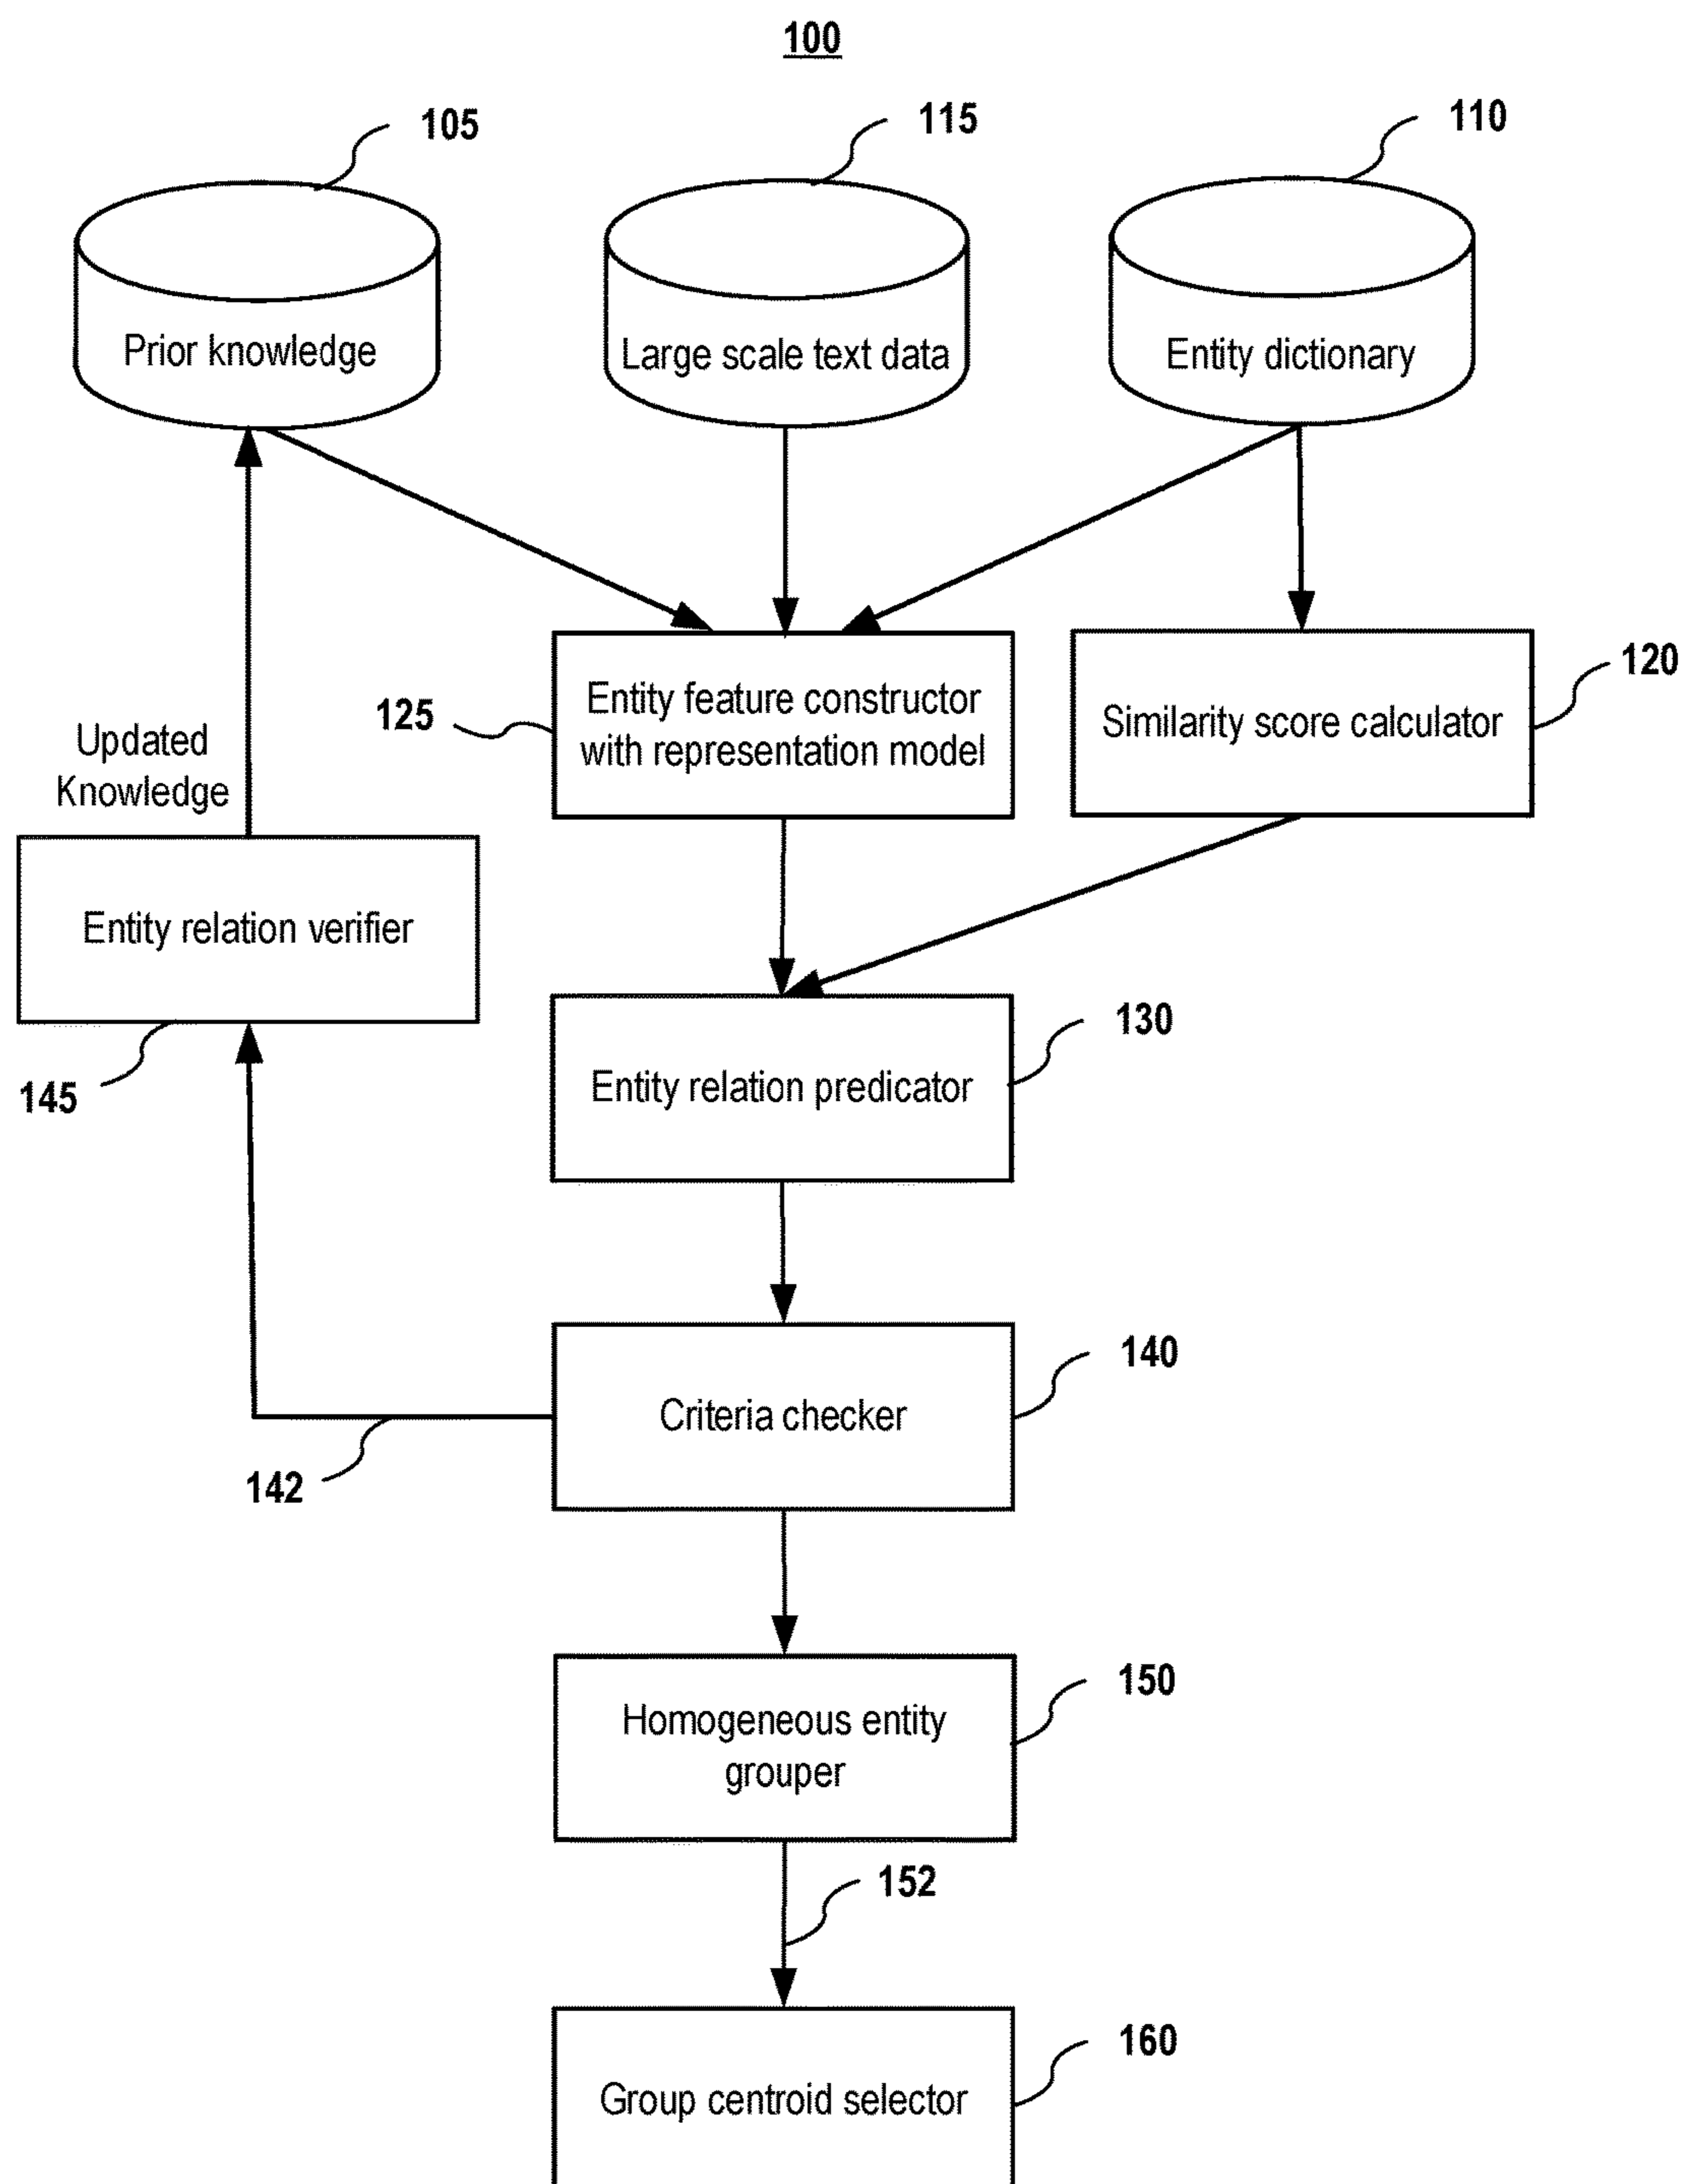 100
105
115
110
Prior knowledge
Large scale text data
Entity dictionary
125
Entity feature constructor
with representation model
120
Similarity score calculator
Updated
Knowledge
Entity relation verifier
145
130
Entity relation predicator
140
Criteria checker
142
150
Homogeneous entity
grouper
152
160
Group centroid selector